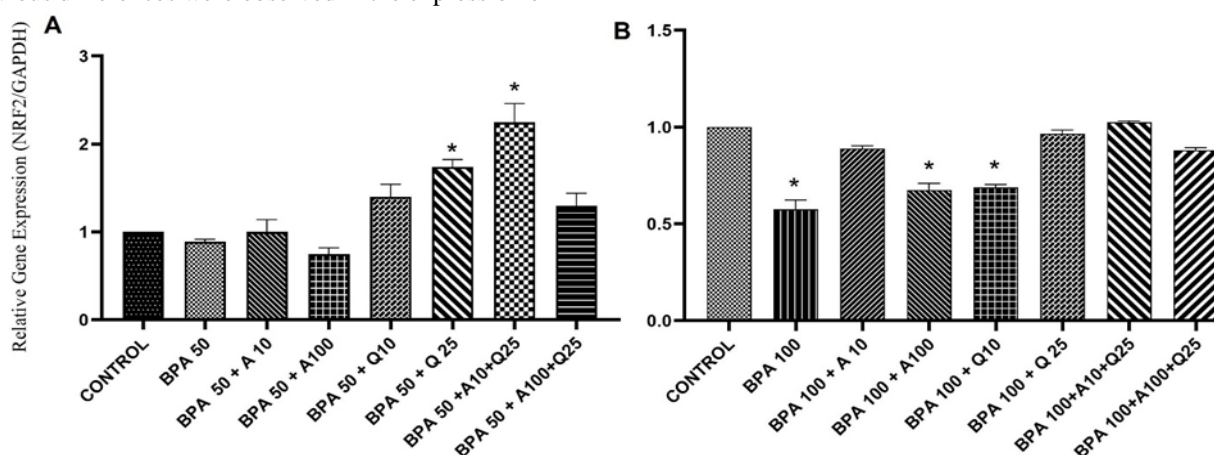 A
B
Relative Gene Expression (NRF2/GAPDH)
3
2
1
0
* * *
CONTROL
BPA 50
BPA 50 + A 10
BPA 50 + A100
BPA 50 + Q10
BPA 50 + Q 25
BPA 50 +A10+Q25
BPA 50 + A100+Q25
1.5
1.0
0.5
0.0
* * *
CONTROL
BPA 100
BPA 100 + A 10
BPA 100 + A100
BPA 100 + Q10
BPA 100 + Q 25
BPA 100+A10+Q25
BPA 100+A100+Q25